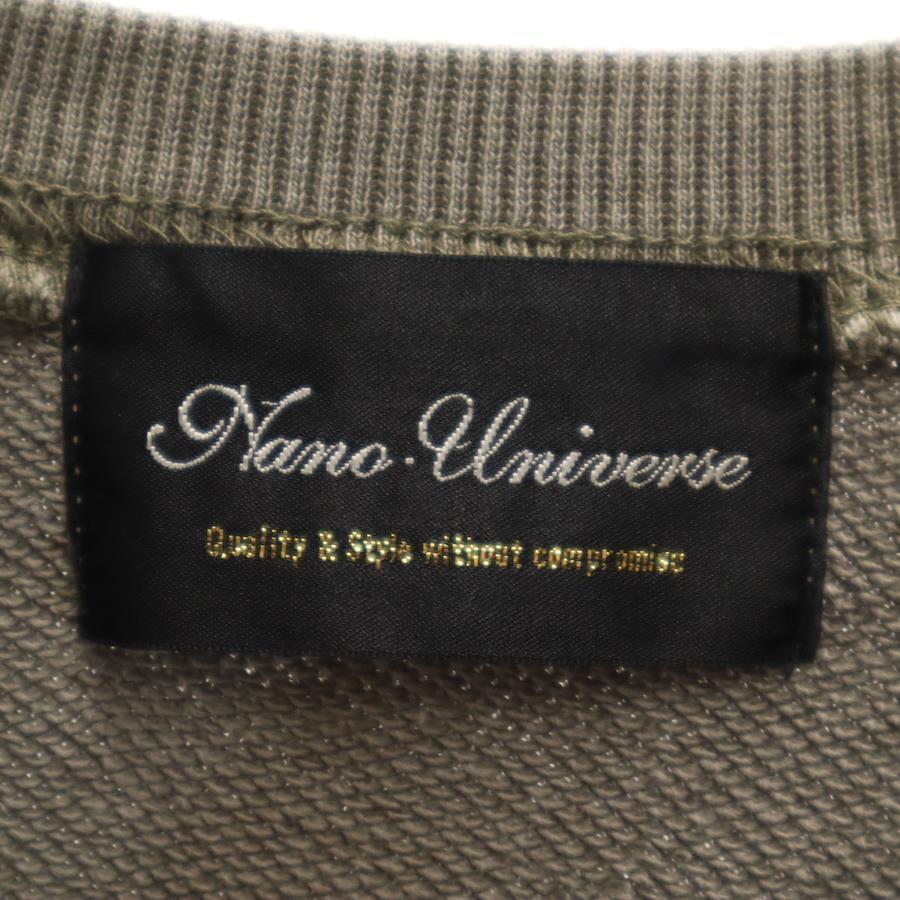 Nano·Universe
Quality & Style without compromise